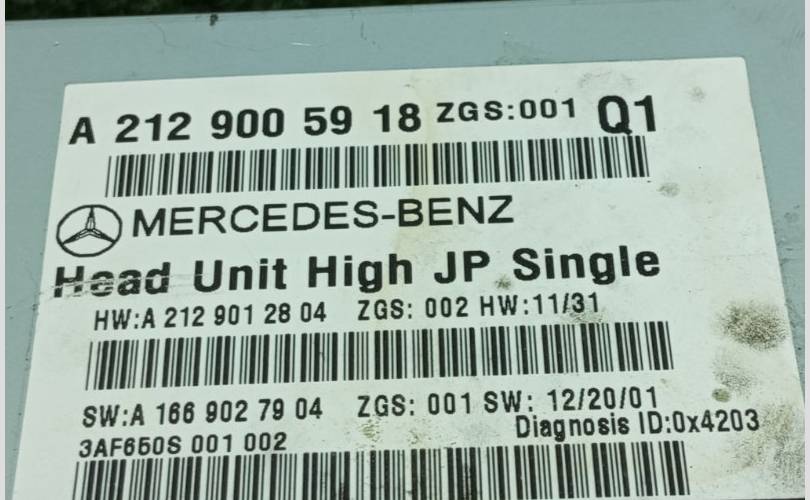 A 212 900 59 18 ZGS:001 Q1
MERCEDES-BENZ
Head Unit High JP Single
HW:A 212 901 28 04 ZGS: 002 HW:11/31
SW:A 166 902 79 04 ZGS: 001 SW: 12/20/01
Diagnosis ID:0x4203
3AF650S 001 002